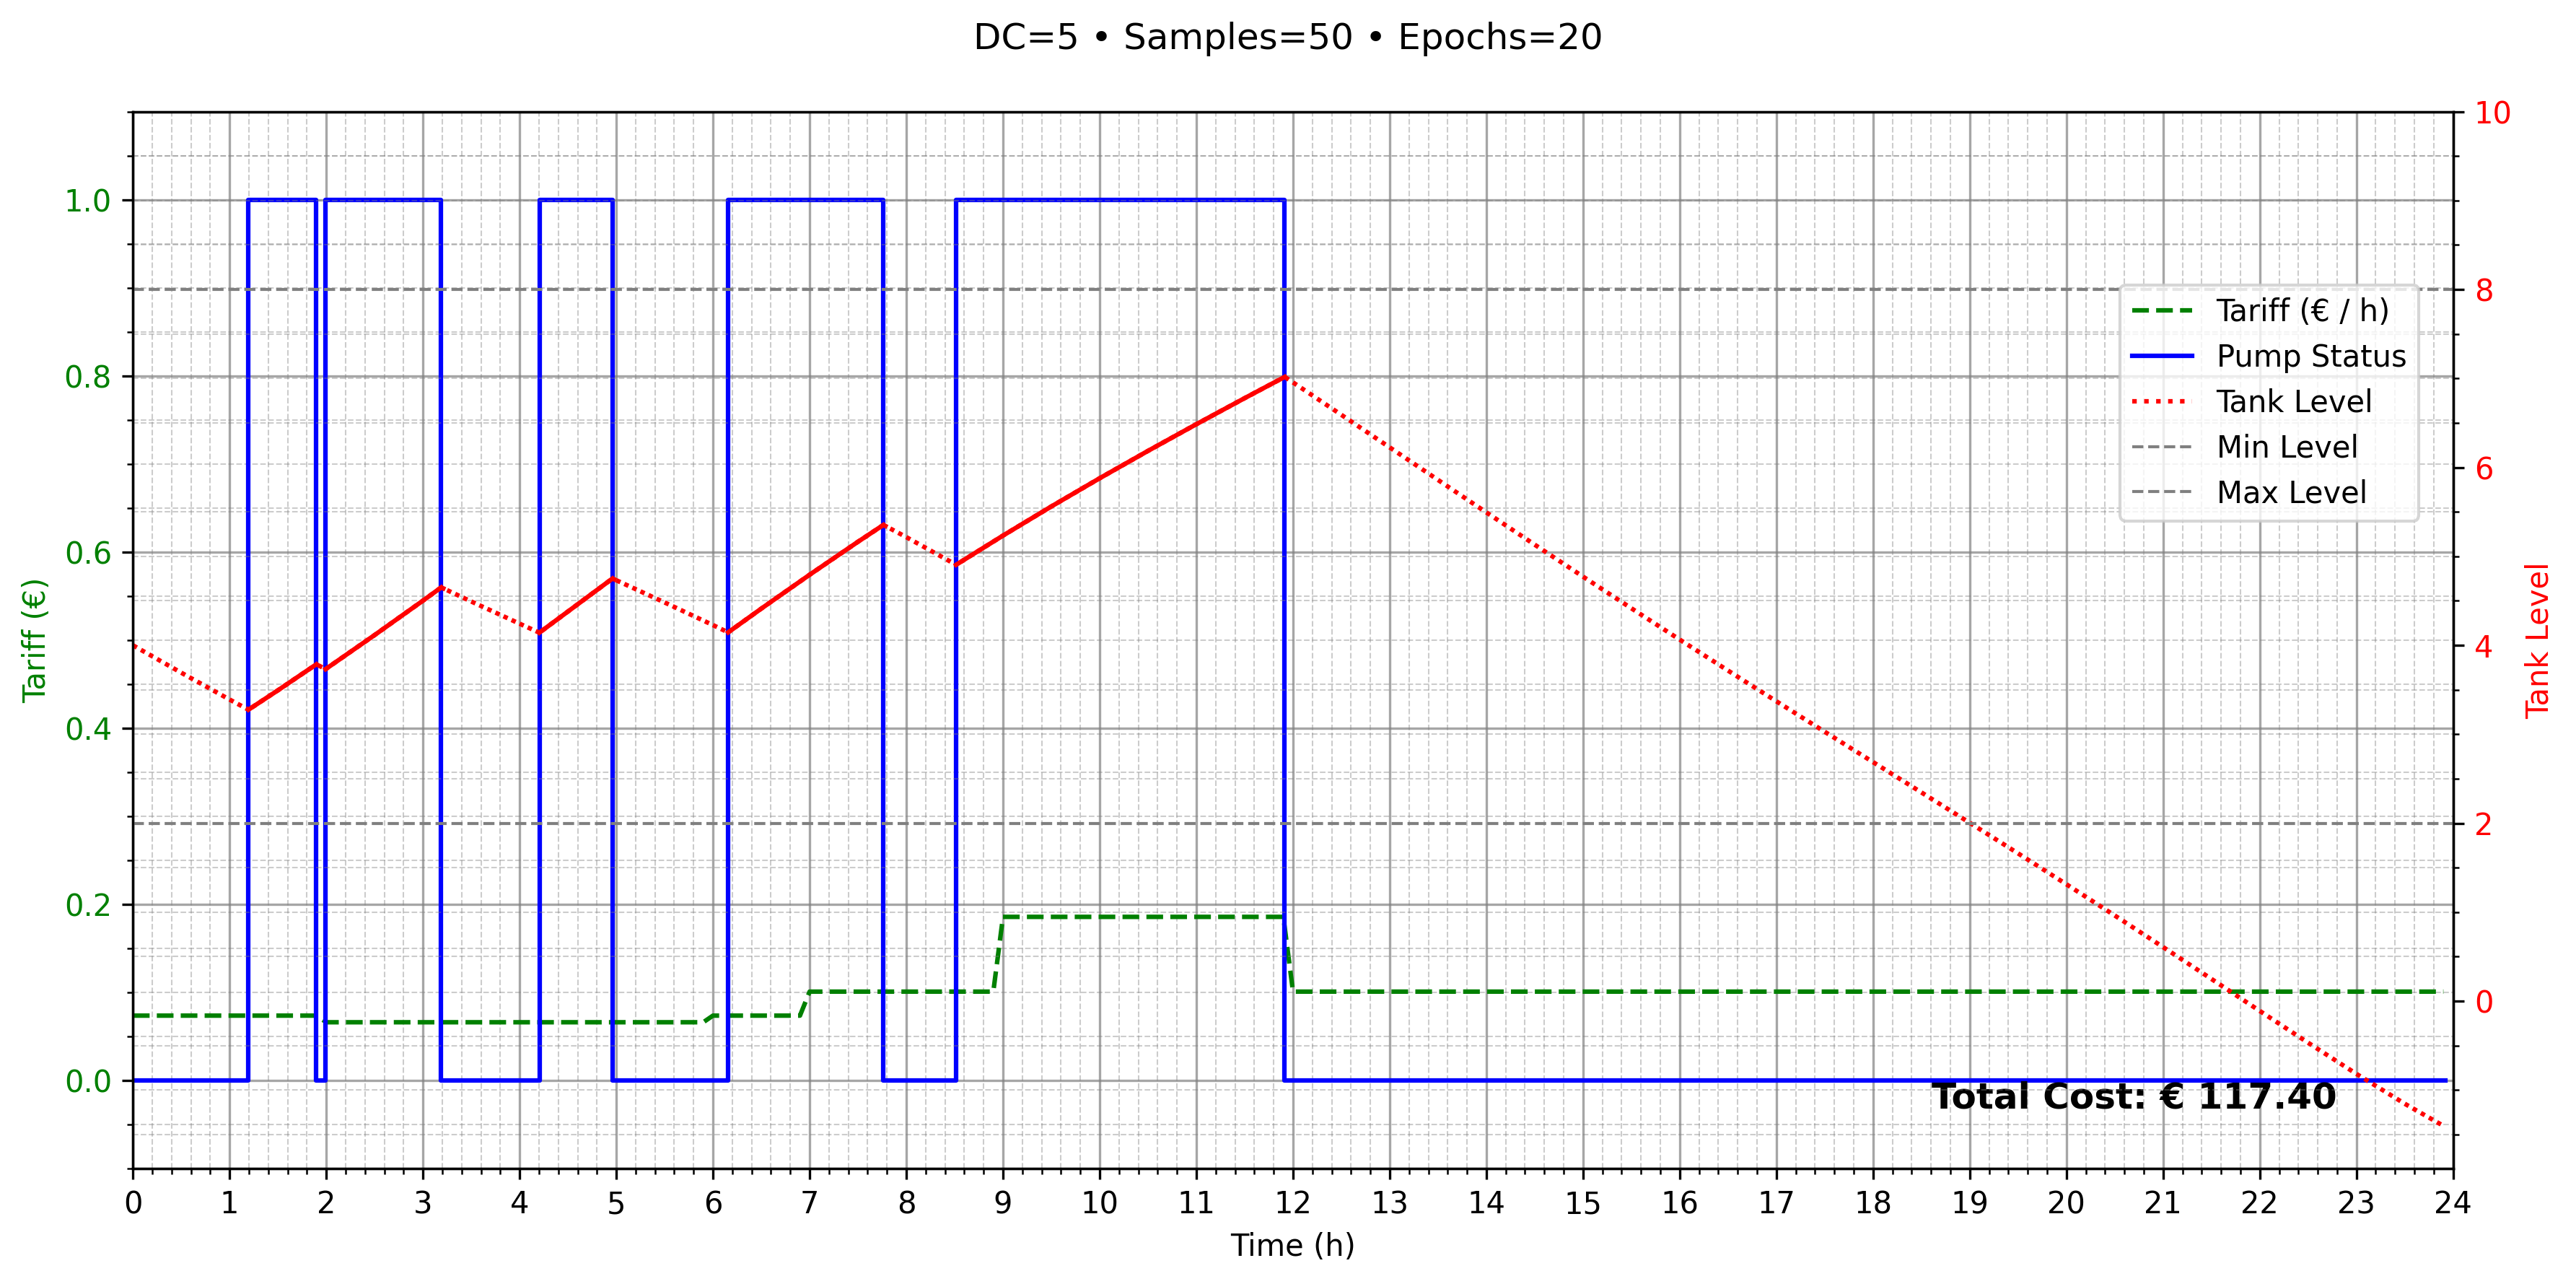 DC=5 • Samples=50 • Epochs=20
10
1.0
8
Tariff (€ / h)
Pump Status
0.8
Tank Level
Min Level
6
Max Level
0.6
Tariff (€)
Tank Level
4
0.4
2
0.2
0
0.0
Total Cost: € 117.40
0 1 2 3 4 5 6 7 8 9 10 11 12 13 14 15 16 17 18 19 20 21 22 23 24
Time (h)